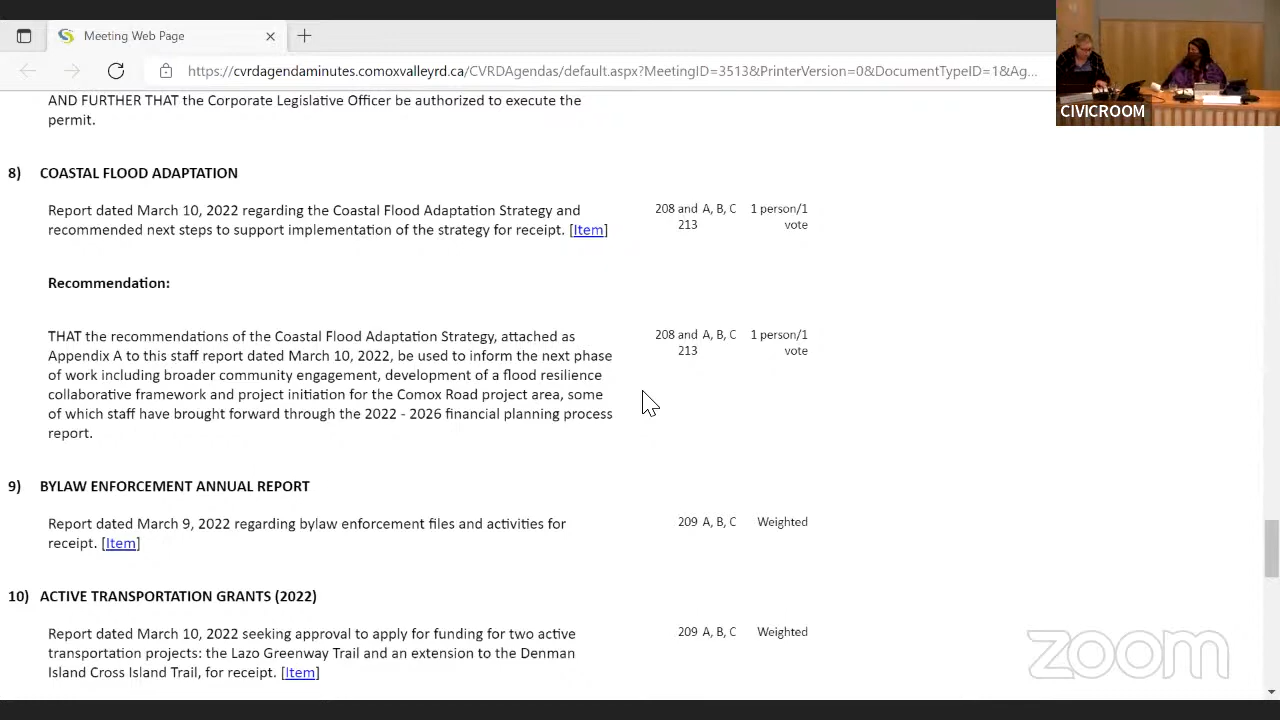 Meeting Web Page
https://cvrdagendaminutes.comoxvalleyrd.ca/CVRDAgendas/default.aspx?MeetingID=3513&PrinterVersion=0&DocumentTypeID=1&Ag...
CIVICROOM
AND FURTHER THAT the Corporate Legislative Officer be authorized to execute the
permit.
8) COASTAL FLOOD ADAPTATION
Report dated March 10, 2022 regarding the Coastal Flood Adaptation Strategy and 208 and A, B, C 1 person/1
recommended next steps to support implementation of the strategy for receipt. [Item] 213 vote
Recommendation:
THAT the recommendations of the Coastal Flood Adaptation Strategy, attached as 208 and A, B, C 1 person/1
Appendix A to this staff report dated March 10, 2022, be used to inform the next phase 213 vote
of work including broader community engagement, development of a flood resilience
collaborative framework and project initiation for the Comox Road project area, some
of which staff have brought forward through the 2022 - 2026 financial planning process
report.
9) BYLAW ENFORCEMENT ANNUAL REPORT
Report dated March 9, 2022 regarding bylaw enforcement files and activities for 209 A, B, C Weighted
receipt. [Item]
10) ACTIVE TRANSPORTATION GRANTS (2022)
Report dated March 10, 2022 seeking approval to apply for funding for two active 209 A, B, C Weighted
transportation projects: the Lazo Greenway Trail and an extension to the Denman
Island Cross Island Trail, for receipt. [Item]
zoom